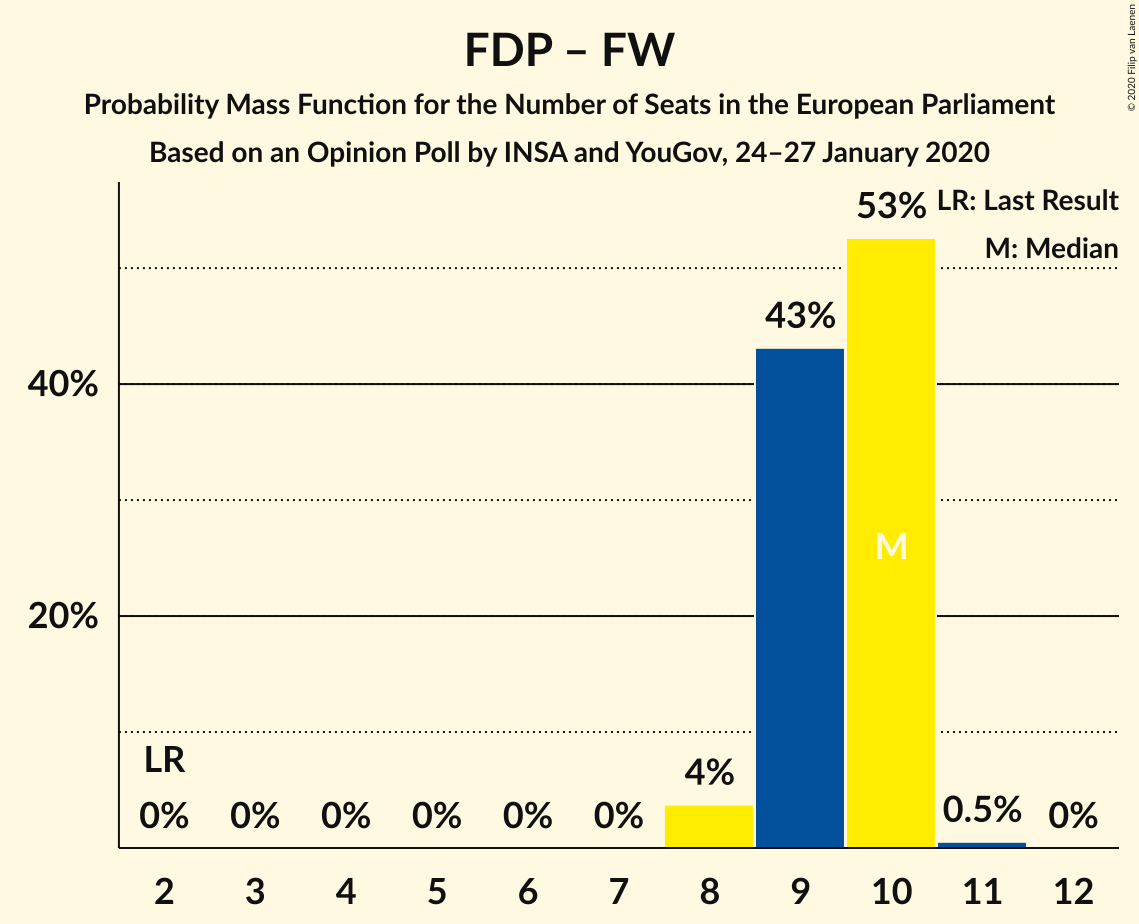 FDP – FW
Probability Mass Function for the Number of Seats in the European Parliament
Based on an Opinion Poll by INSA and YouGov, 24–27 January 2020
© 2020 Filip van Laenen
LR: Last Result
M: Median
53%
43%
40%
M
20%
LR
4%
0% 0% 0% 0% 0% 0% 0.5% 0%
2 3 4 5 6 7 8 9 10 11 12